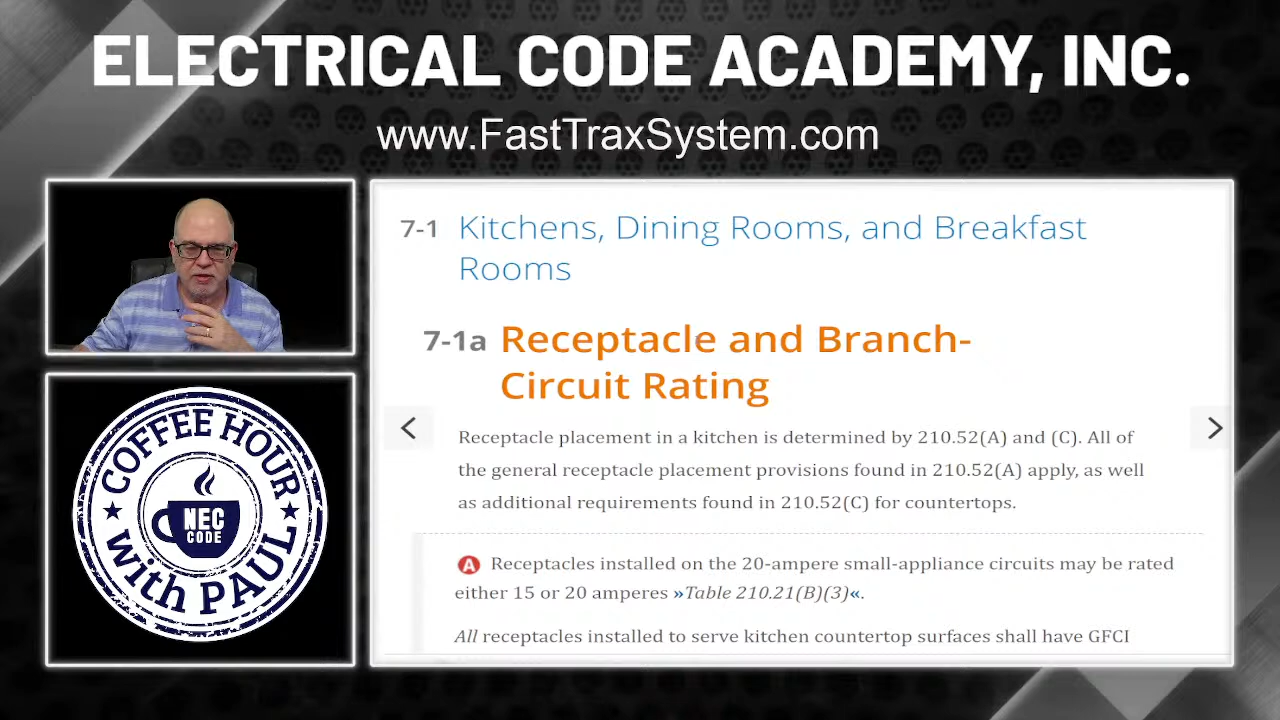 ELECTRICAL CODE ACADEMY, INC.
www.FastTraxSystem.com
7-1 Kitchens, Dining Rooms, and Breakfast
Rooms
7-1a Receptacle and Branch-
Circuit Rating
Receptacle placement in a kitchen is determined by 210.52(A) and (C). All of
the general receptacle placement provisions found in 210.52(A) apply, as well
as additional requirements found in 210.52(C) for countertops.
A Receptacles installed on the 20-ampere small-appliance circuits may be rated
either 15 or 20 amperes »Table 210.21(B)(3)«.
All receptacles installed to serve kitchen countertop surfaces shall have GFCI
COFFEE HOUR
NEC
CODE
with PAUL